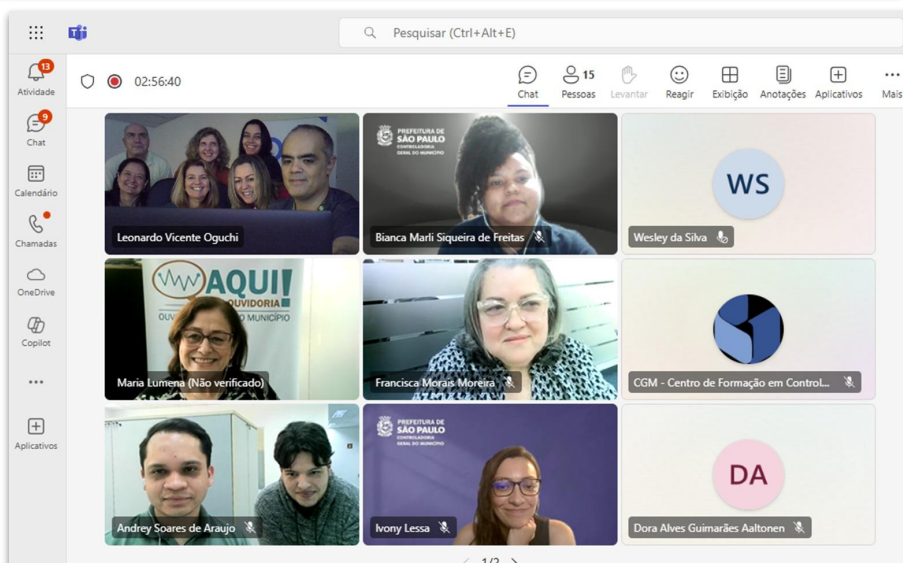 Pesquisar (Ctrl+Alt+E)
13
Atividade
02:56:40
Chat
15
Pessoas
Levantar
Reagir
Exibição
Anotações
Aplicativos
Mais
9
Chat
Calendário
Chamadas
OneDrive
Copilot
Aplicativos
Leonardo Vicente Oguchi
PREFEITURA DE
SÃO PAULO
CONTROLADORIA
GERAL DO MUNICÍPIO
Bianca Marli Siqueira de Freitas
WS
Wesley da Silva
AQUI!
OUVIDORIA
OUV
O MUNICÍPIO
Maria Lumena (Não verificado)
Francisca Morais Moreira
CGM - Centro de Formação em Control...
Andrey Soares de Araujo
PREFEITURA DE
SÃO PAULO
CONTROLADORIA
GERAL DO MUNICÍPIO
Ivony Lessa
DA
Dora Alves Guimarães Aaltonen